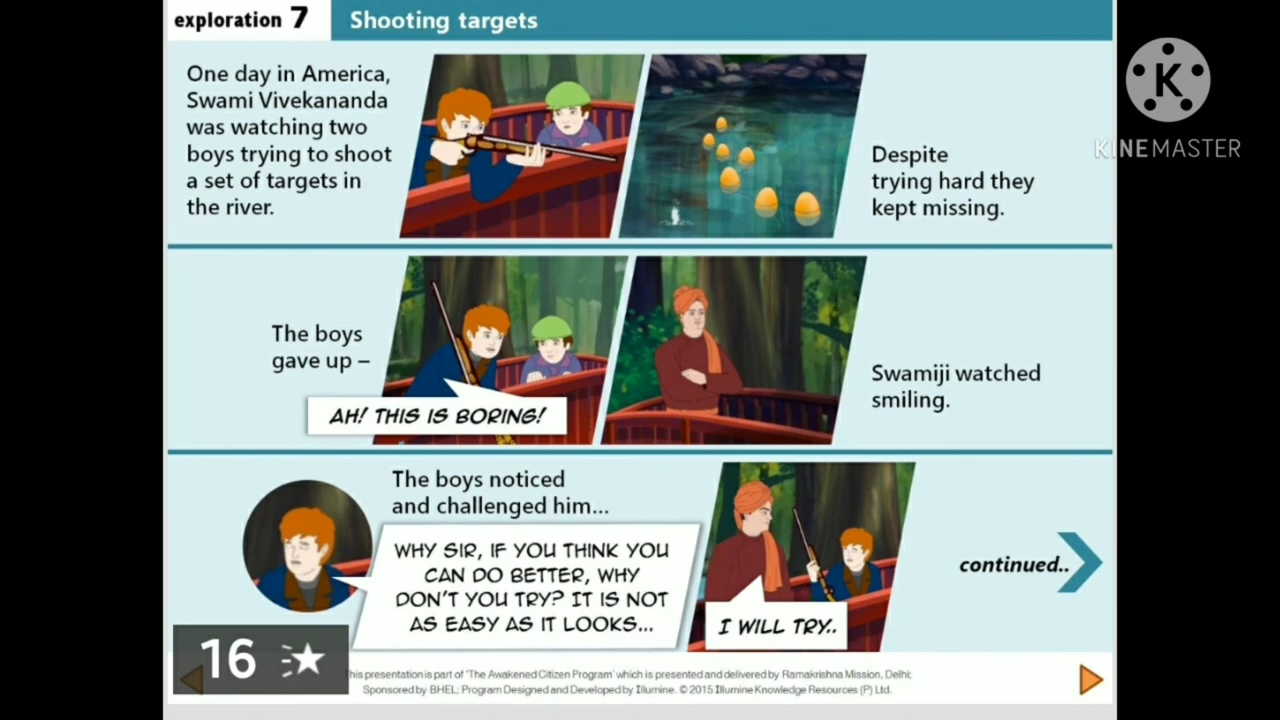 exploration 7
Shooting targets
One day in America,
Swami Vivekananda
was watching two
boys trying to shoot
a set of targets in
the river.
Despite
trying hard they
kept missing.
The boys
gave up –
AH! THIS IS BORING!
Swamiji watched
smiling.
The boys noticed
and challenged him...
WHY SIR, IF YOU THINK YOU
CAN DO BETTER, WHY
DON'T YOU TRY? IT IS NOT
AS EASY AS IT LOOKS...
I WILL TRY..
continued..
16
his presentation is part of 'The Awakened Citizen Program' which is presented and delivered by Ramakrishna Mission, Delhi;
Sponsored by BHEL; Program Designed and Developed by Illumine. © 2015 Illumine Knowledge Resources (P) Ltd.
K
KINEMASTER